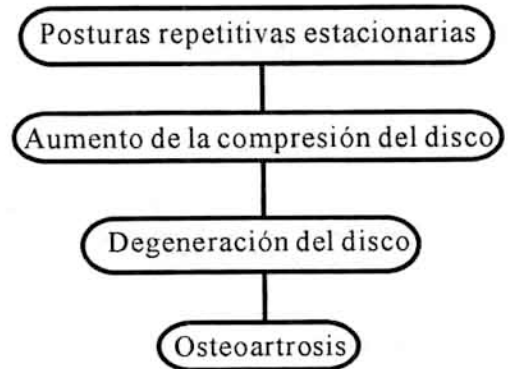 Posturas repetitivas estacionarias
Aumento de la compresión del disco
Degeneración del disco
Osteoartrosis